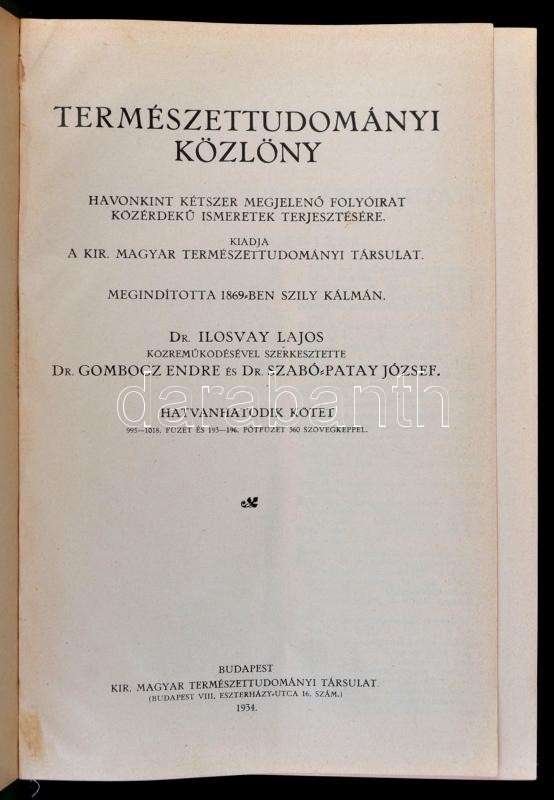 TERMÉSZETTUDOMÁNYI
KÖZLÖNY
HAVONKINT KÉTSZER MEGJELENŐ FOLYÓIRAT
KÖZÉRDEKŰ ISMERETEK TERJESZTÉSÉRE.
KIADJA
A KIR. MAGYAR TERMÉSZETTUDOMÁNYI TÁRSULAT.
MEGINDÍTOTTA 1869-BEN SZILY KÁLMÁN.
DR. ILOSVAY LAJOS
KÖZREMŰKÖDÉSÉVEL SZERKESZTETTE
DR. GOMBOCZ ENDRE ÉS DR. SZABÓ-PATAY JÓZSEF.
HATVANHATODIK KÖTET
995—1018. FÜZET ÉS 193—196. PÓTFÜZET 360 SZÖVEGKÉPPEL.
darabanth
BUDAPEST
KIR. MAGYAR TERMÉSZETTUDOMÁNYI TÁRSULAT.
(BUDAPEST VIII, ESZTERHÁZY-UTCA 16. SZÁM.)
1934.